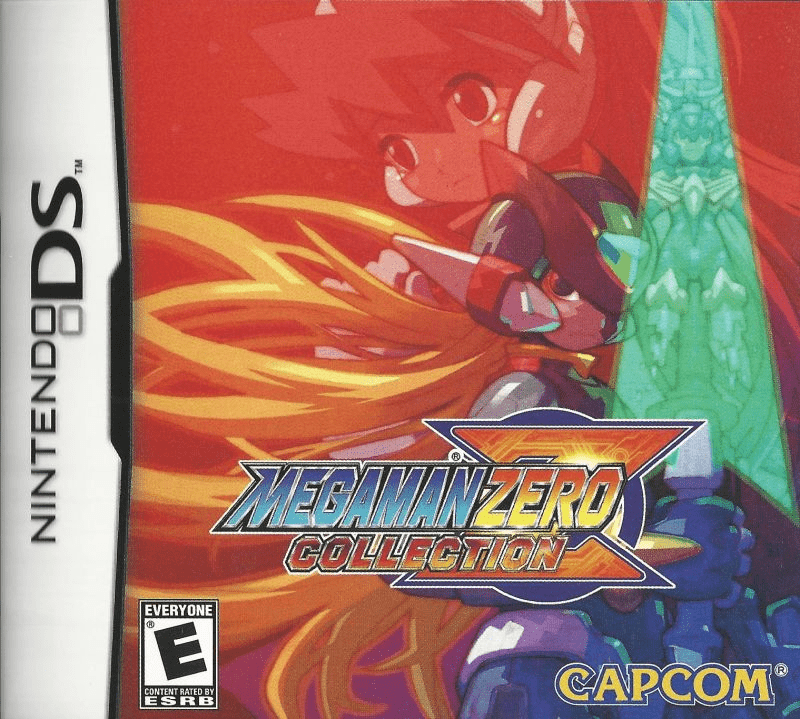 NINTENDO DS™
MEGAMAN® ZERO
COLLECTION
EVERYONE
E®
CONTENT RATED BY
ESRB
CAPCOM®